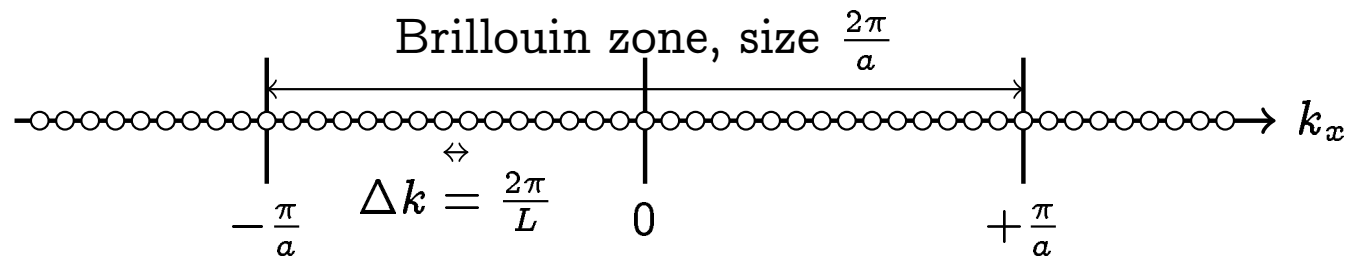 Brillouin zone, size 2π/a
k_x
Δk = 2π/L
−π/a
0
+π/a